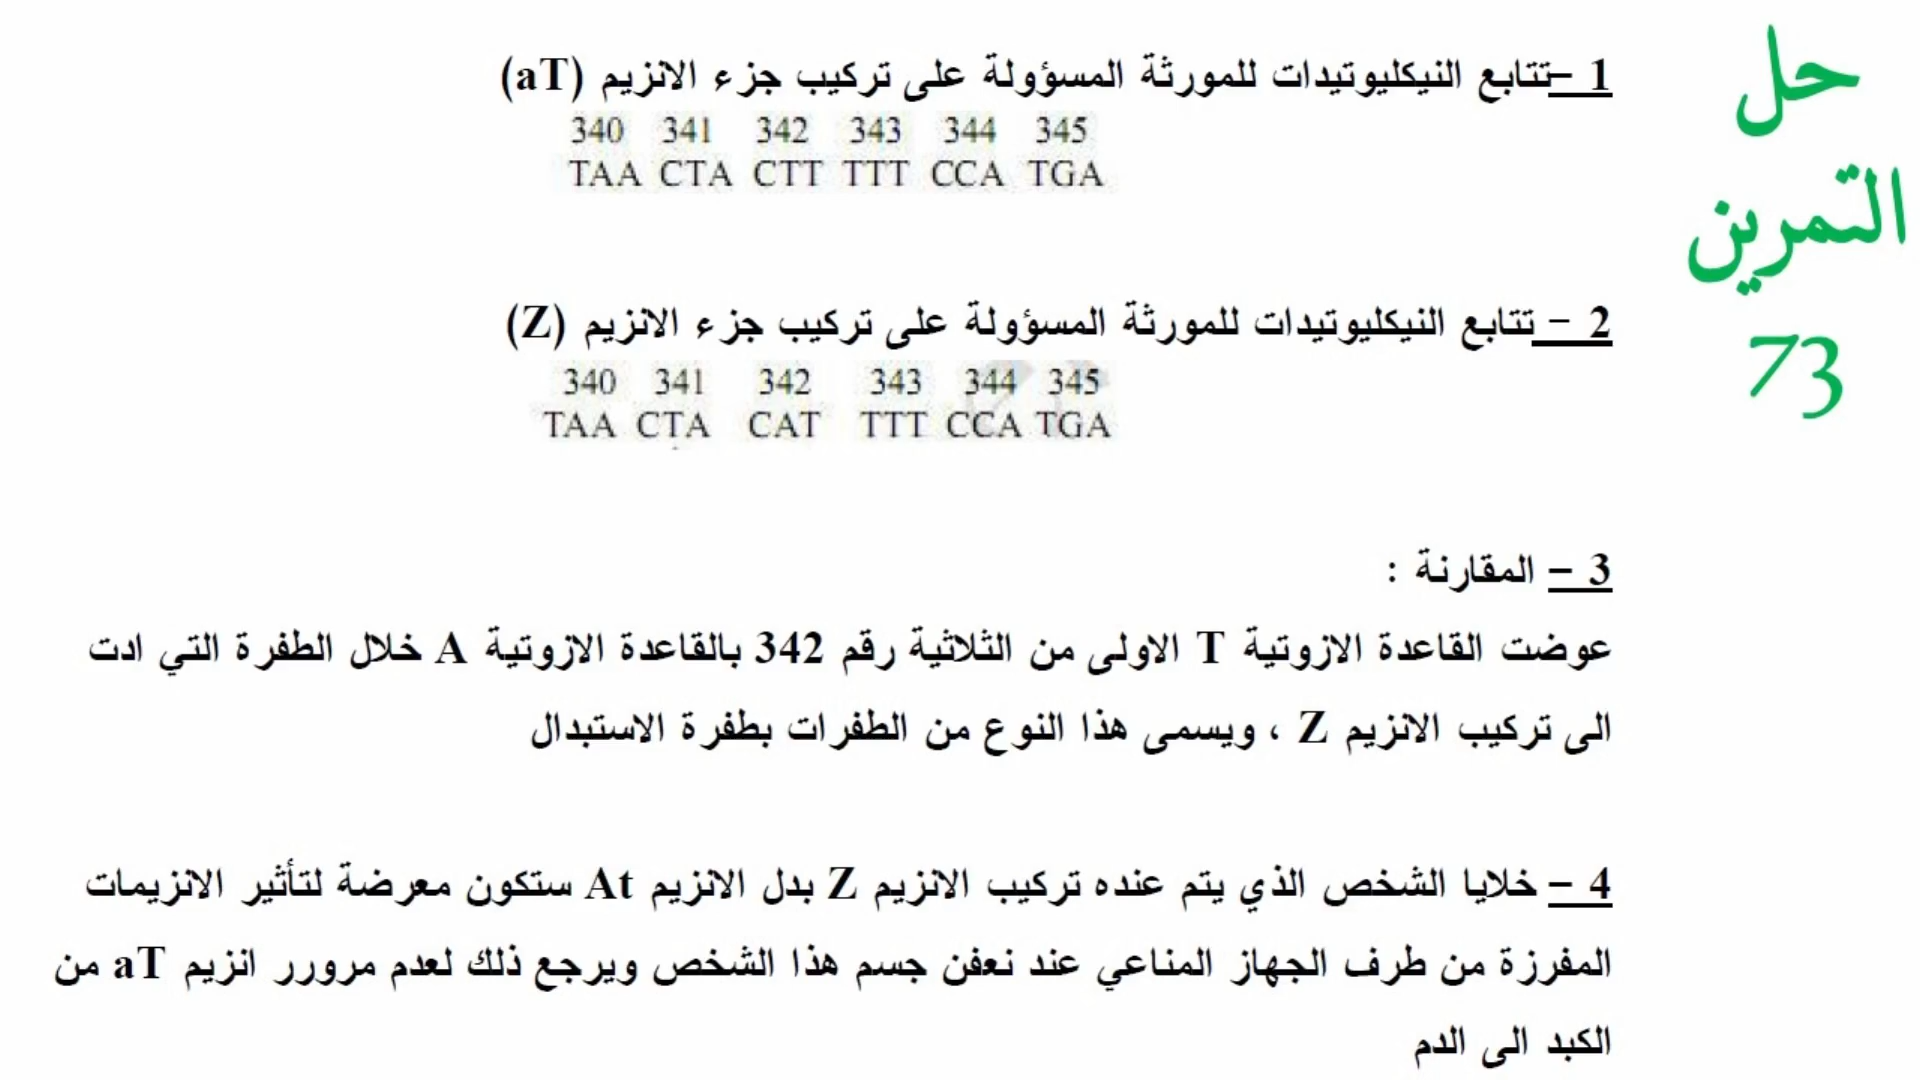 حل
التمرين
73
1 – تتابع النيكليوتيدات للمورثة المسؤولة على تركيب جزء الانزيم (aT)
340 341 342 343 344 345
TAA CTA CTT TTT CCA TGA
2 – تتابع النيكليوتيدات للمورثة المسؤولة على تركيب جزء الانزيم (Z)
340 341 342 343 344 345
TAA CTA CAT TTT CCA TGA
3 – المقارنة :
عوضت القاعدة الازوتية T الاولى من الثلاثية رقم 342 بالقاعدة الازوتية A خلال الطفرة التي ادت
الى تركيب الانزيم Z ، ويسمى هذا النوع من الطفرات بطفرة الاستبدال
4 – خلايا الشخص الذي يتم عنده تركيب الانزيم Z بدل الانزيم At ستكون معرضة لتأثير الانزيمات
المفرزة من طرف الجهاز المناعي عند نعفن جسم هذا الشخص ويرجع ذلك لعدم مرورر انزيم aT من
الكبد الى الدم